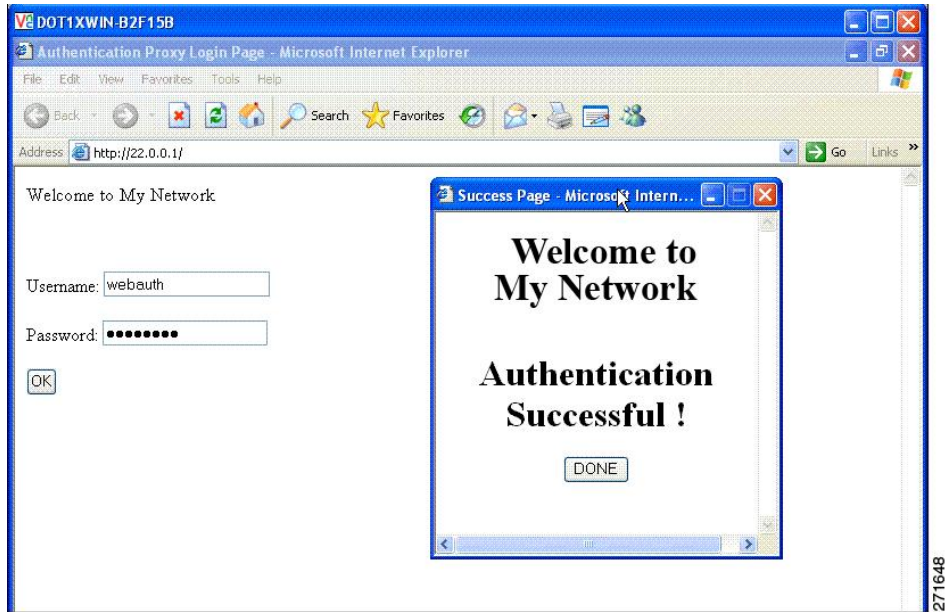 DOT1XWIN-B2F15B
Authentication Proxy Login Page - Microsoft Internet Explorer
File Edit View Favorites Tools Help
Back Search Favorites
Address http://22.0.0.1/ Go Links »
Welcome to My Network
Username: webauth
Password: ●●●●●●●●
OK
Success Page - Microsoft Intern...
Welcome to
My Network
Authentication
Successful !
DONE
271648